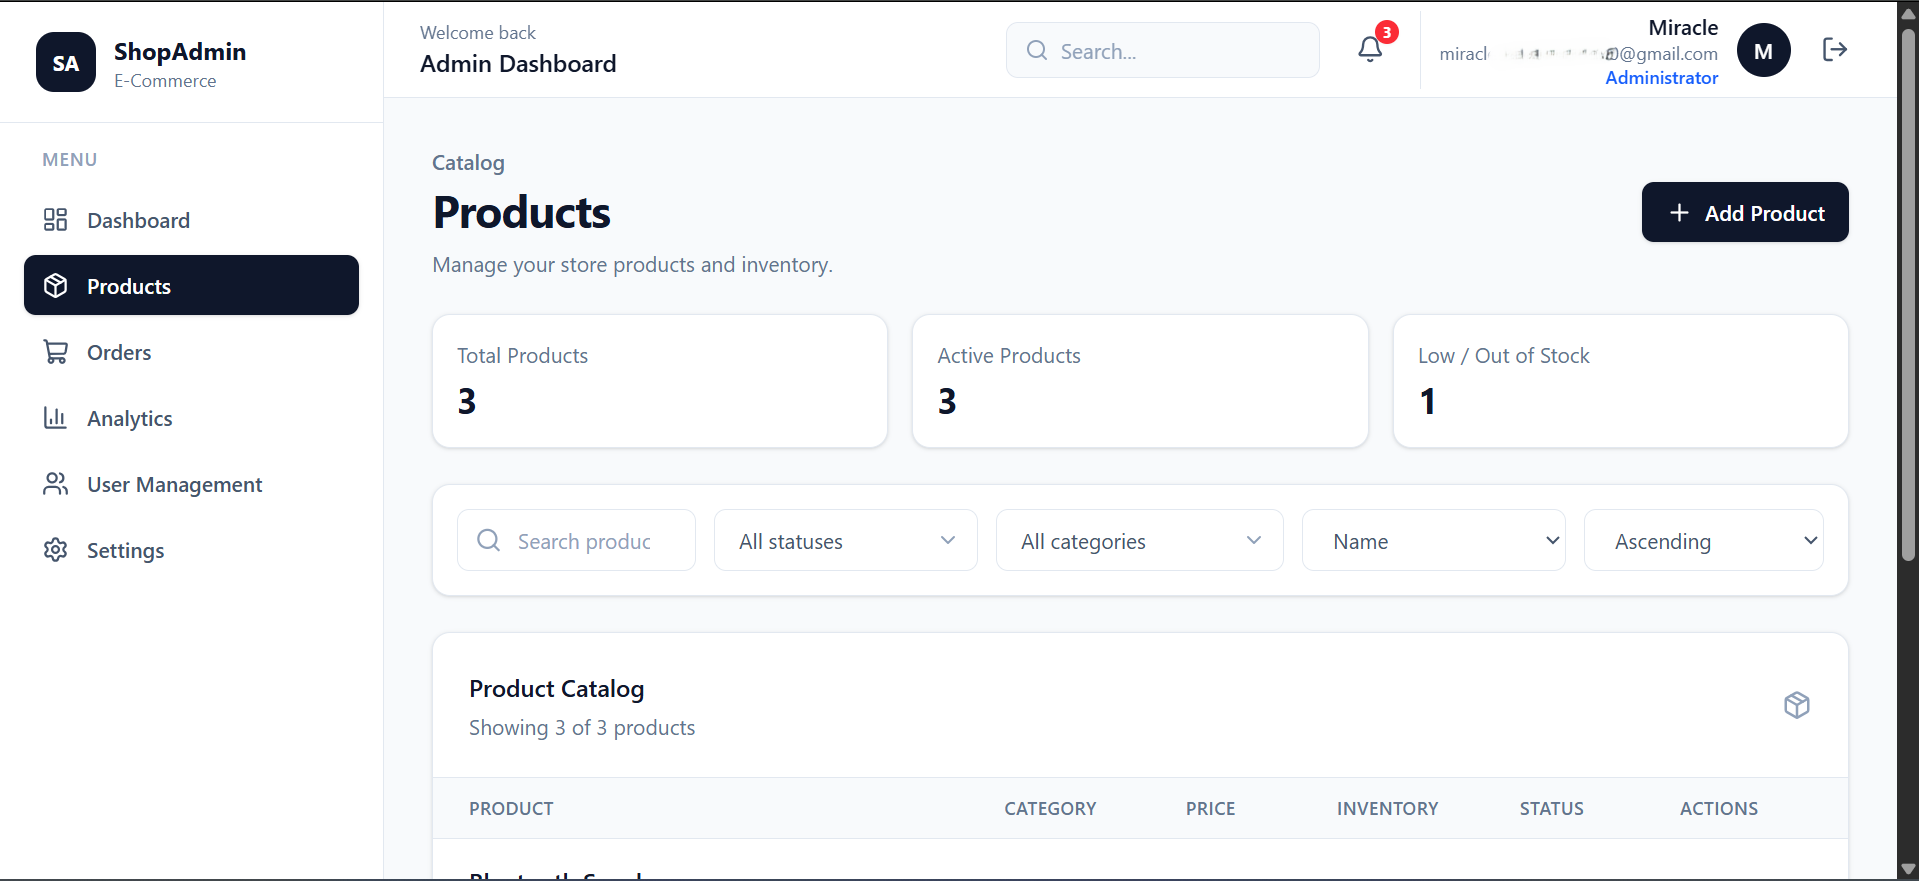 SA
ShopAdmin
E-Commerce
MENU
Dashboard
Products
Orders
Analytics
User Management
Settings
Welcome back
Admin Dashboard
Search...
3
Miracle
@gmail.com
Administrator
M
Catalog
Products
Manage your store products and inventory.
Add Product
Total Products
3
Active Products
3
Low / Out of Stock
1
Search produc
All statuses
All categories
Name
Ascending
Product Catalog
Showing 3 of 3 products
PRODUCT CATEGORY PRICE INVENTORY STATUS ACTIONS